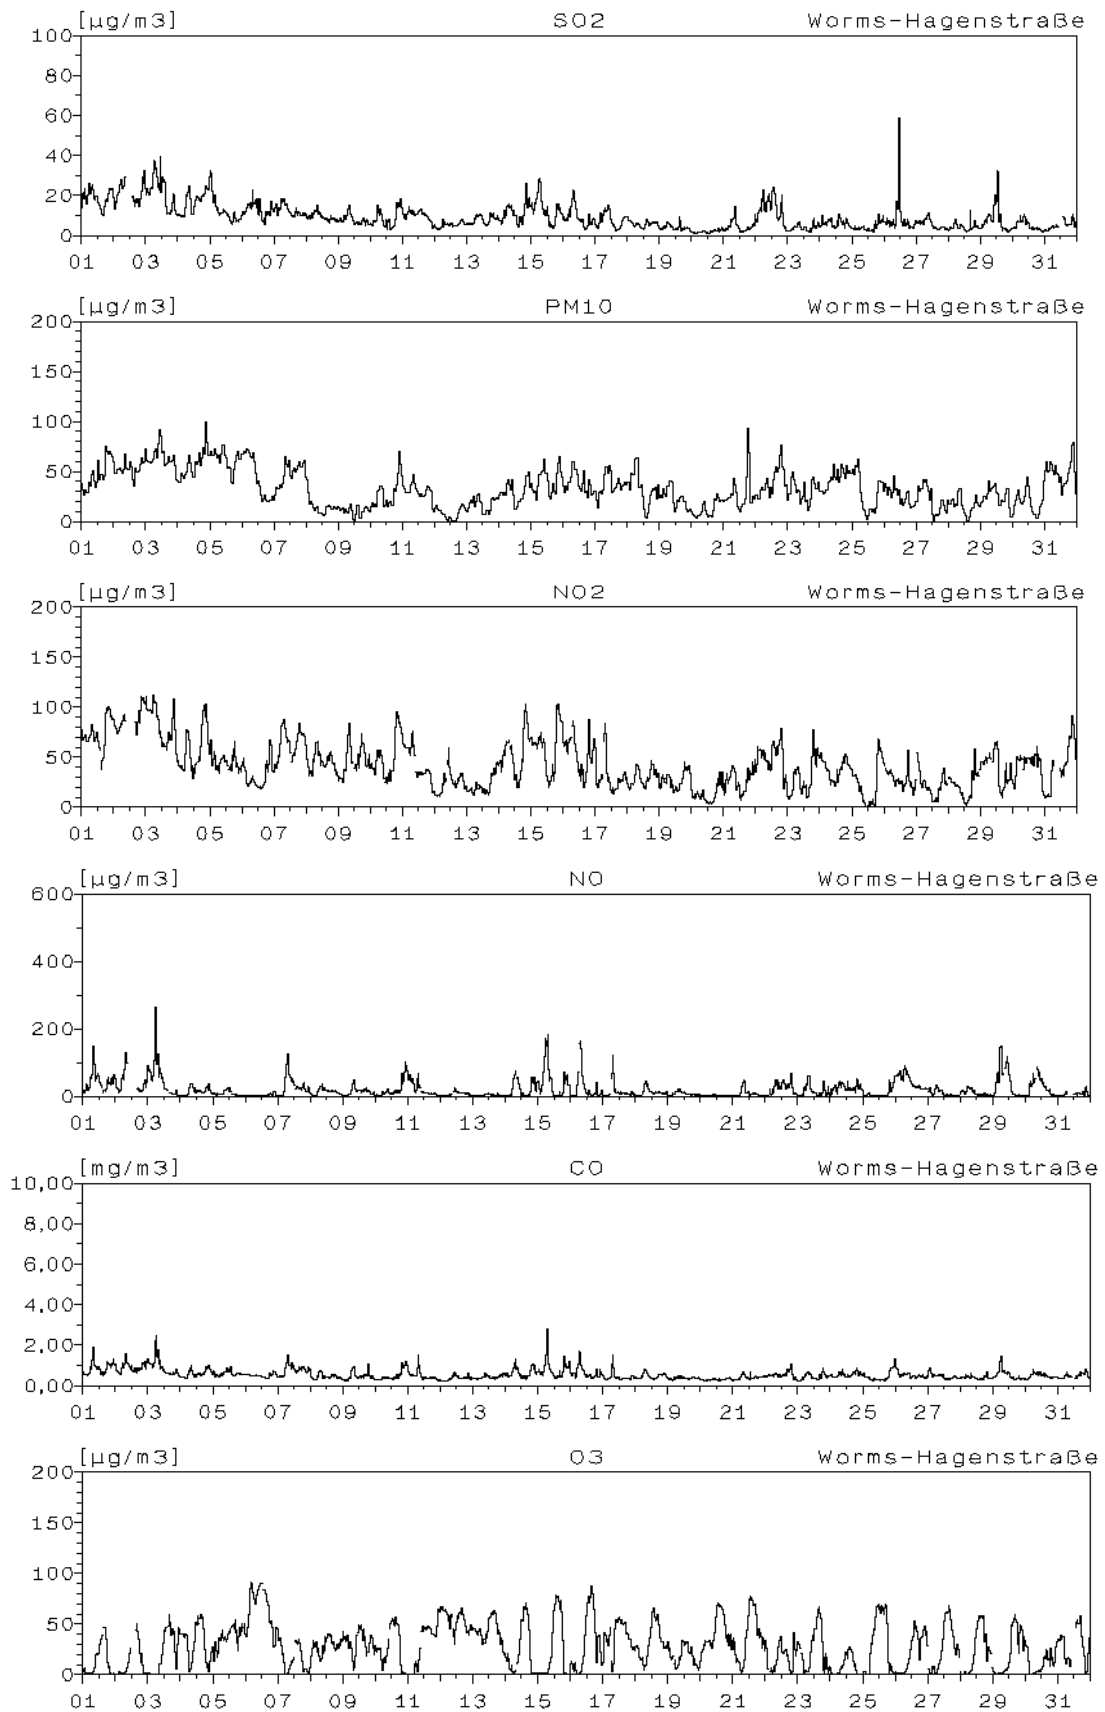 [µg/m3] SO2 Worms-Hagenstraße
100
80
60
40
20
0
01 03 05 07 09 11 13 15 17 19 21 23 25 27 29 31
[µg/m3] PM10 Worms-Hagenstraße
200
150
100
50
0
01 03 05 07 09 11 13 15 17 19 21 23 25 27 29 31
[µg/m3] NO2 Worms-Hagenstraße
200
150
100
50
0
01 03 05 07 09 11 13 15 17 19 21 23 25 27 29 31
[µg/m3] NO Worms-Hagenstraße
600
400
200
0
01 03 05 07 09 11 13 15 17 19 21 23 25 27 29 31
[mg/m3] CO Worms-Hagenstraße
10,00
8,00
6,00
4,00
2,00
0,00
01 03 05 07 09 11 13 15 17 19 21 23 25 27 29 31
[µg/m3] O3 Worms-Hagenstraße
200
150
100
50
0
01 03 05 07 09 11 13 15 17 19 21 23 25 27 29 31